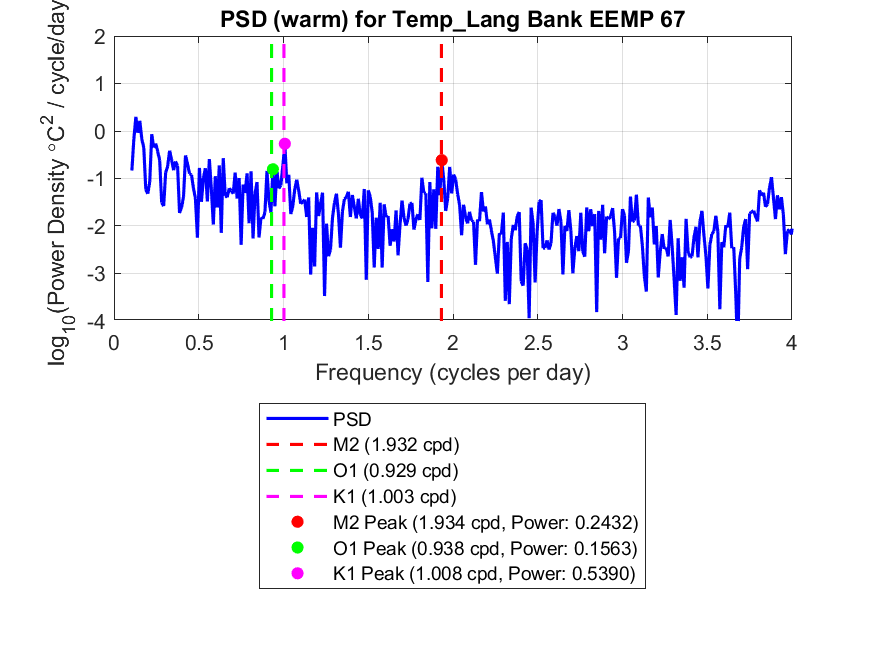 PSD (warm) for Temp_Lang Bank EEMP 67
log10(Power Density °C2 / cycle/day
2
1
0
-1
-2
-3
-4
0 0.5 1 1.5 2 2.5 3 3.5 4
Frequency (cycles per day)
PSD
M2 (1.932 cpd)
O1 (0.929 cpd)
K1 (1.003 cpd)
M2 Peak (1.934 cpd, Power: 0.2432)
O1 Peak (0.938 cpd, Power: 0.1563)
K1 Peak (1.008 cpd, Power: 0.5390)